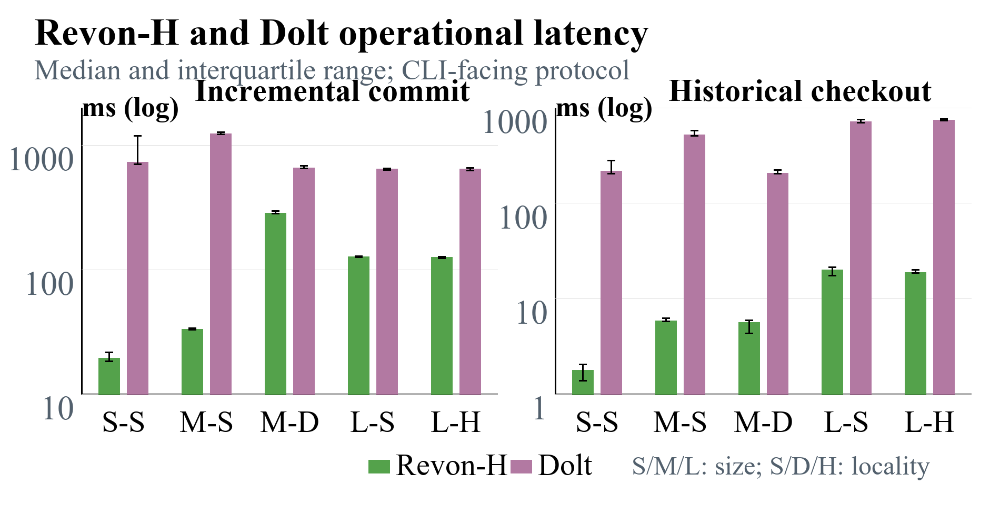 Revon-H and Dolt operational latency
Median and interquartile range; CLI-facing protocol
Incremental commit
ms (log)
1000
100
10
S-S M-S M-D L-S L-H
Historical checkout
ms (log)
1000
100
10
1
S-S M-S M-D L-S L-H
Revon-H Dolt S/M/L: size; S/D/H: locality